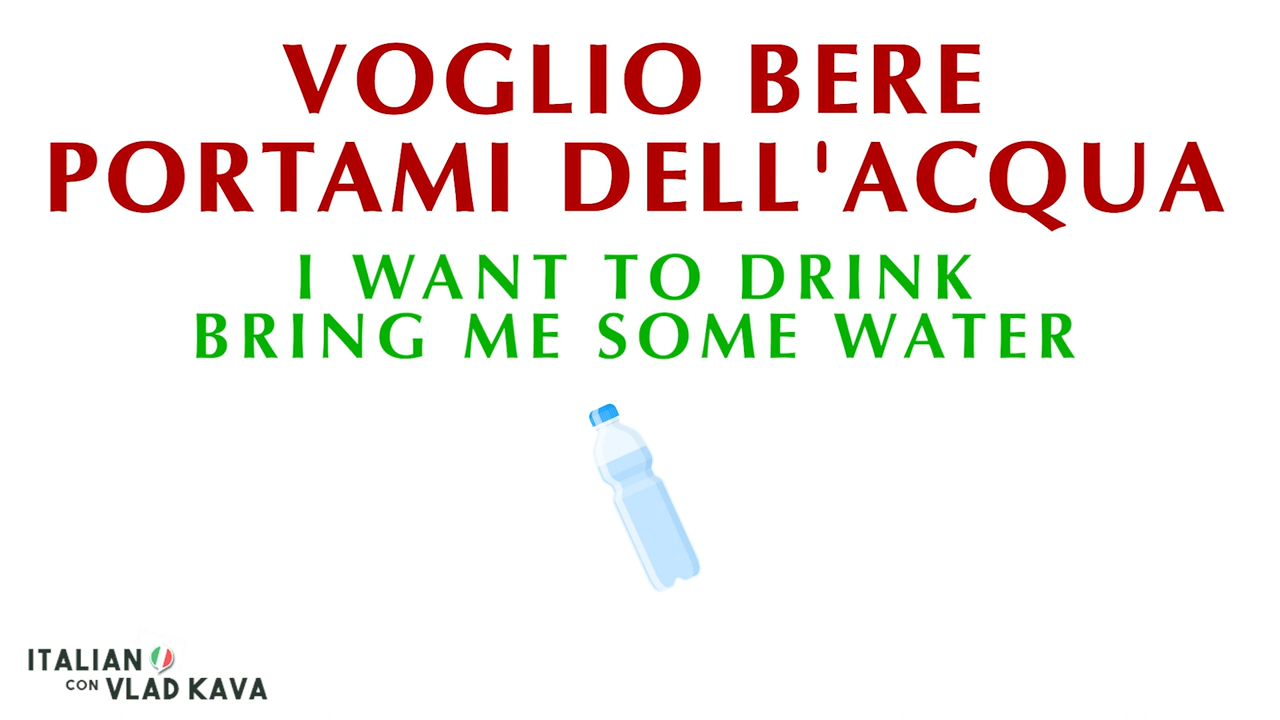 VOGLIO BERE
PORTAMI DELL'ACQUA
I WANT TO DRINK
BRING ME SOME WATER
ITALIAN
CON VLAD KAVA